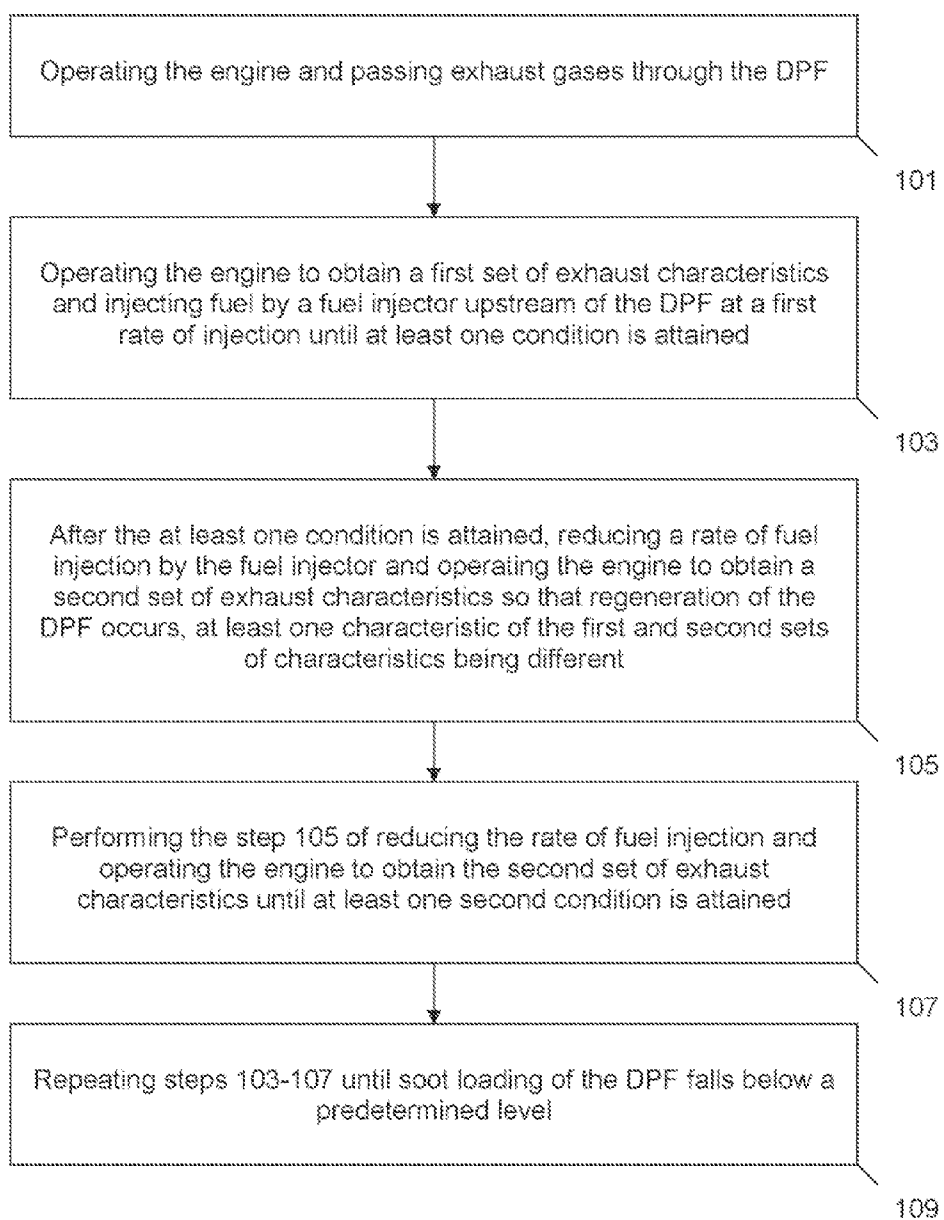 Operating the engine and passing exhaust gases through the DPF
101
Operating the engine to obtain a first set of exhaust characteristics
and injecting fuel by a fuel injector upstream of the DPF at a first
rate of injection until at least one condition is attained
103
After the at least one condition is attained, reducing a rate of fuel
injection by the fuel injector and operating the engine to obtain a
second set of exhaust characteristics so that regeneration of the
DPF occurs, at least one characteristic of the first and second sets
of characteristics being different
105
Performing the step 105 of reducing the rate of fuel injection and
operating the engine to obtain the second set of exhaust
characteristics until at least one second condition is attained
107
Repeating steps 103-107 until soot loading of the DPF falls below a
predetermined level
109